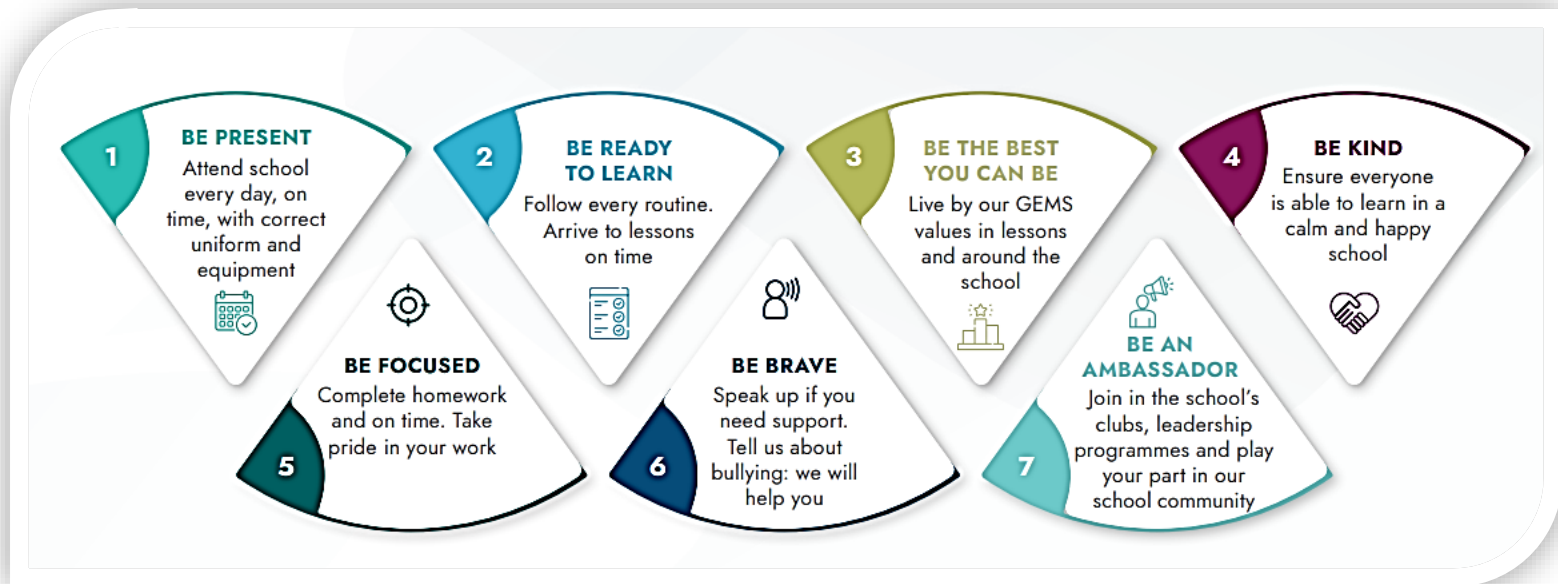 1
BE PRESENT
Attend school
every day, on
time, with correct
uniform and
equipment
2
BE READY
TO LEARN
Follow every routine.
Arrive to lessons
on time
3
BE THE BEST
YOU CAN BE
Live by our GEMS
values in lessons
and around the
school
4
BE KIND
Ensure everyone
is able to learn in a
calm and happy
school
5
BE FOCUSED
Complete homework
and on time. Take
pride in your work
6
BE BRAVE
Speak up if you
need support.
Tell us about
bullying: we will
help you
7
BE AN
AMBASSADOR
Join in the school’s
clubs, leadership
programmes and play
your part in our
school community